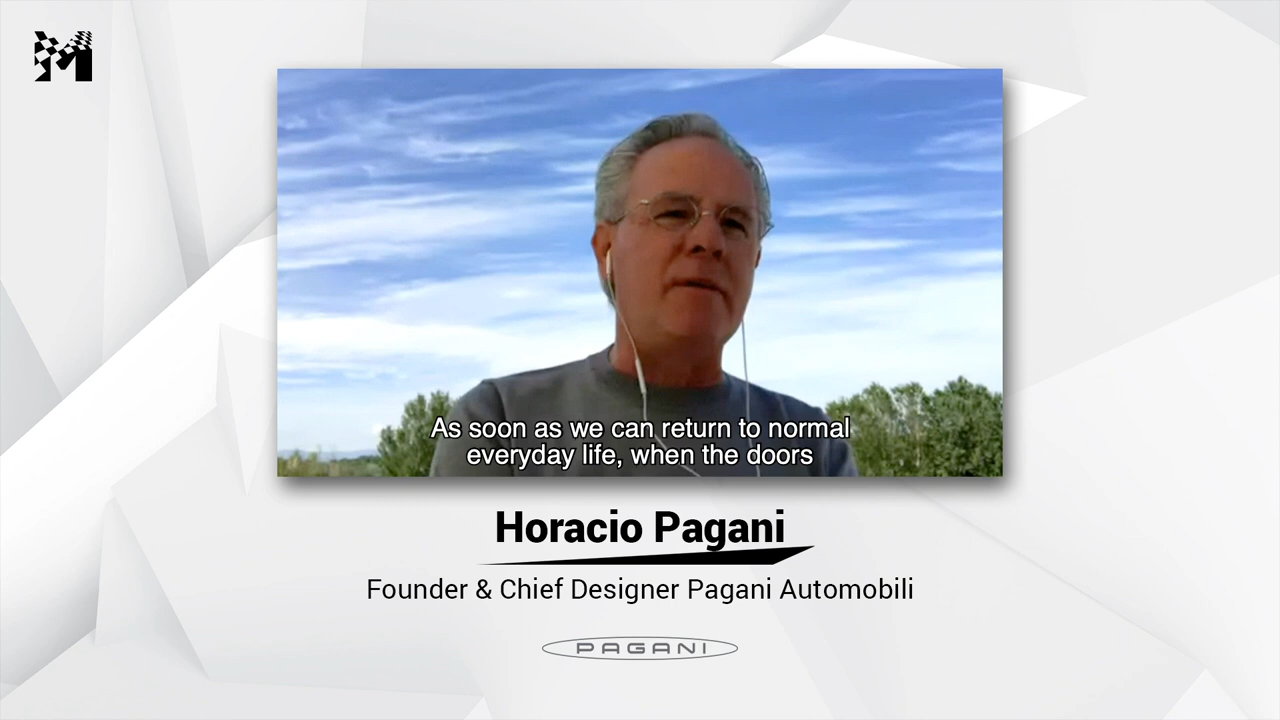 M
As soon as we can return to normal
everyday life, when the doors
Horacio Pagani
Founder & Chief Designer Pagani Automobili
PAGANI